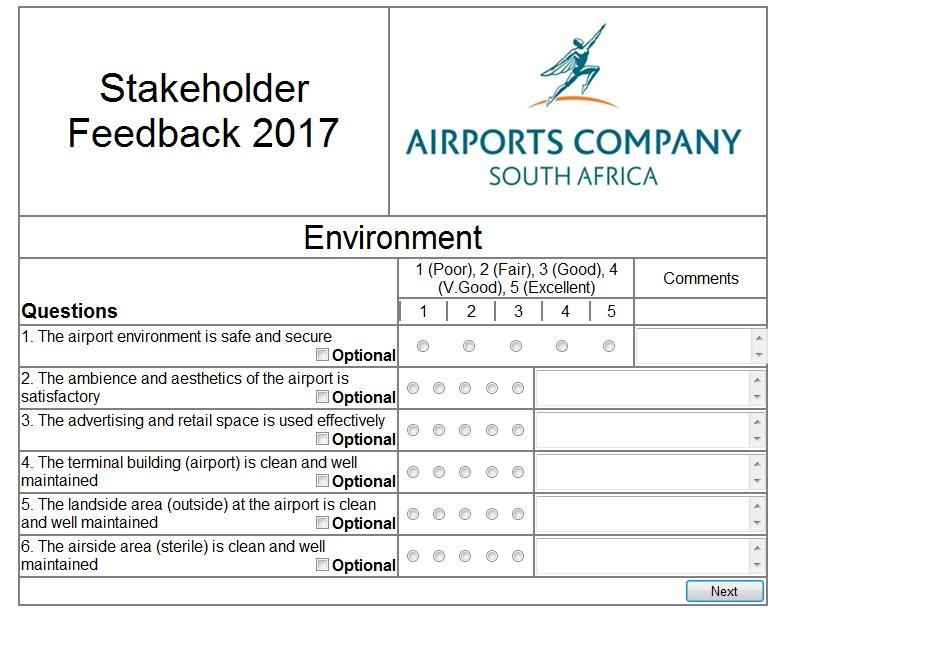 Stakeholder
Feedback 2017
AIRPORTS COMPANY
SOUTH AFRICA
Environment
Questions
1 (Poor), 2 (Fair), 3 (Good), 4
(V.Good), 5 (Excellent)
Comments
1 2 3 4 5
1. The airport environment is safe and secure
Optional
2. The ambience and aesthetics of the airport is
satisfactory Optional
3. The advertising and retail space is used effectively
Optional
4. The terminal building (airport) is clean and well
maintained Optional
5. The landside area (outside) at the airport is clean
and well maintained Optional
6. The airside area (sterile) is clean and well
maintained Optional
Next